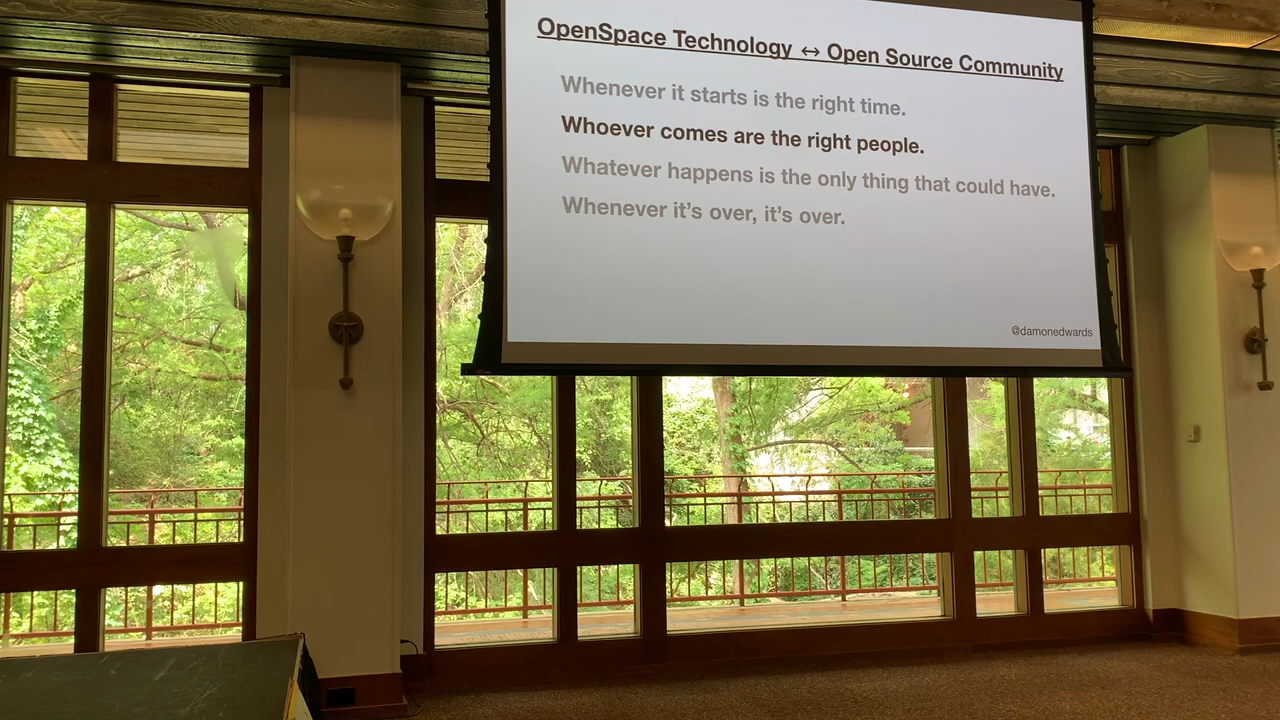 OpenSpace Technology ↔ Open Source Community
Whenever it starts is the right time.
Whoever comes are the right people.
Whatever happens is the only thing that could have.
Whenever it's over, it's over.
@damonedwards